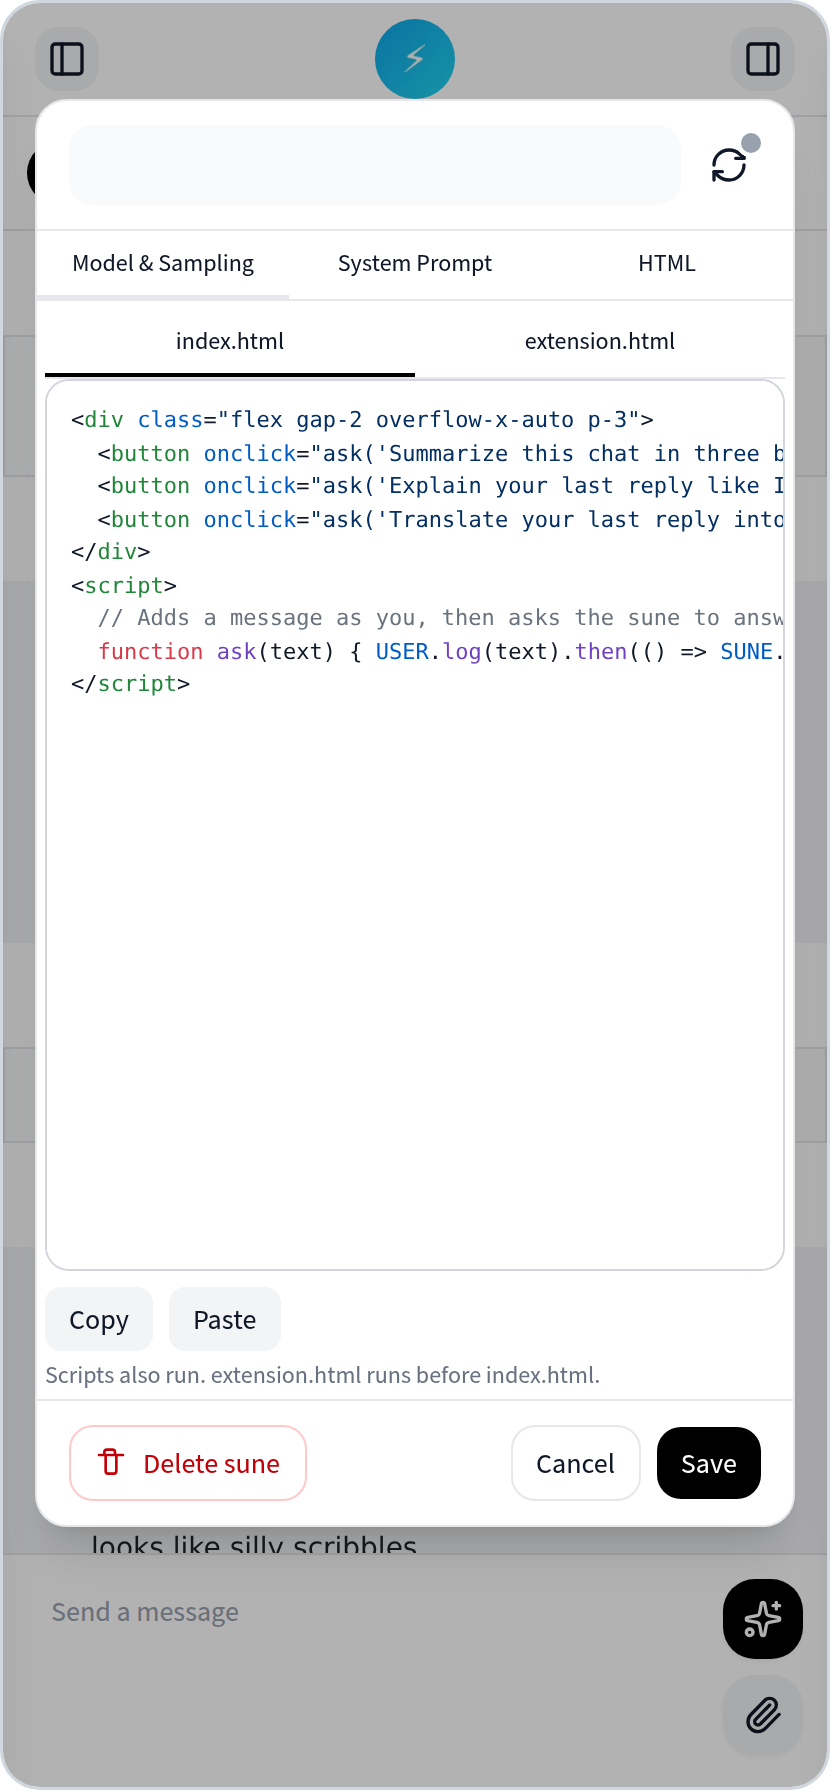 Model & Sampling
System Prompt
HTML
index.html
extension.html
<div class="flex gap-2 overflow-x-auto p-3">
  <button onclick="ask('Summarize this chat in three b
  <button onclick="ask('Explain your last reply like I
  <button onclick="ask('Translate your last reply into
</div>
<script>
  // Adds a message as you, then asks the sune to answ
  function ask(text) { USER.log(text).then(() => SUNE.
</script>
Copy
Paste
Scripts also run. extension.html runs before index.html.
Delete sune
Cancel
Save
looks like silly scribbles
Send a message